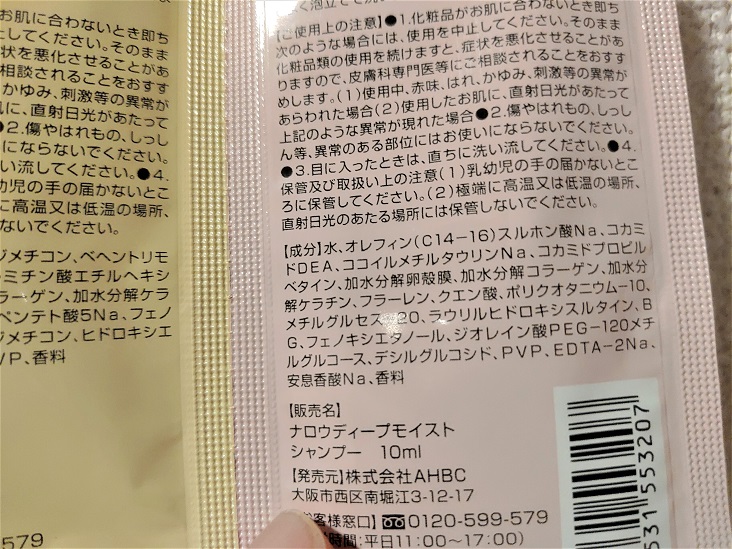 お肌に合わないとき即ち
してください。そのまま
症状を悪化させることがあ
相談されることをおすす
かゆみ、刺激等の異常が
に、直射日光があたって
●2.傷やはれもの、しっし
にならないでください。
い流してください。●4.
幼児の手の届かないとこ
に高温又は低温の場所、
ないでください。
ジメチコン、ベヘントリモ
ミチン酸エチルヘキシ
ラーゲン、加水分解ケラ
ペンテト酸5Na、フェノ
ジメチコン、ヒドロキシエ
VP、香料
579
く泡立てて洗
【ご使用上の注意】●1.化粧品がお肌に合わないとき即ち
次のような場合には、使用を中止してください。そのまま
化粧品類の使用を続けますと、症状を悪化させることがあ
りますので、皮膚科専門医等にご相談されることをおすす
めします。(1)使用中、赤味、はれ、かゆみ、刺激等の異常が
あらわれた場合(2)使用したお肌に、直射日光があたって
上記のような異常が現れた場合●2.傷やはれもの、しっし
ん等、異常のある部位にはお使いにならないでください。
●3.目に入ったときは、直ちに洗い流してください。●4.
保管及び取扱い上の注意(1)乳幼児の手の届かないとこ
ろに保管してください。(2)極端に高温又は低温の場所、
直射日光のあたる場所には保管しないでください。
【成分】水、オレフィン(C14-16)スルホン酸Na、コカミ
ドDEA、ココイルメチルタウリンNa、コカミドプロピル
ベタイン、加水分解卵殻膜、加水分解コラーゲン、加水分
解ケラチン、フラーレン、クエン酸、ポリクオタニウム-10、
メチルグルセス-20、ラウリルヒドロキシスルタイン、B
G、フェノキシエタノール、ジオレイン酸PEG-120メチ
ルグルコース、デシルグルコシド、PVP、EDTA-2Na、
安息香酸Na、香料
【販売名】
ナロウディープモイスト
シャンプー 10ml
【発売元】株式会社AHBC
大阪市西区南堀江3-12-17
お客様窓口】0120-599-579
時間:平日11:00〜17:00)
531 553207